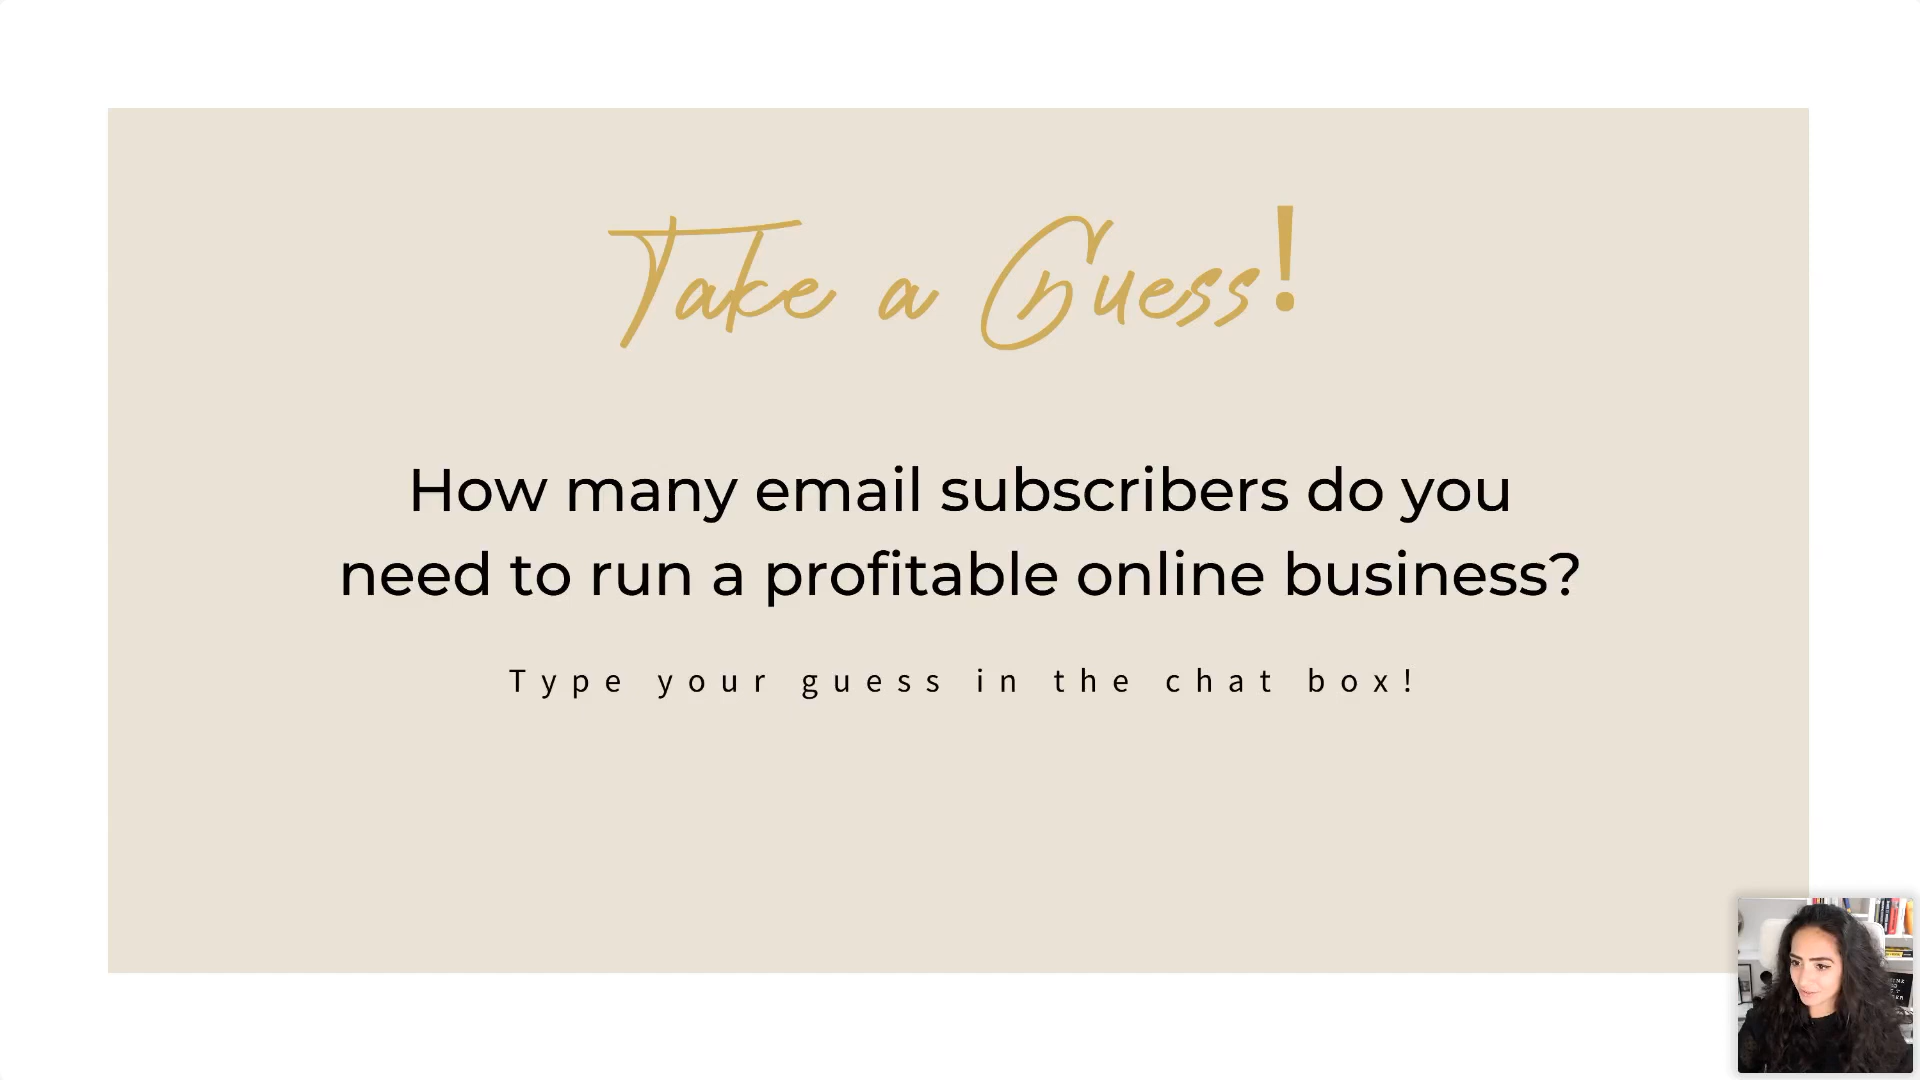 Take a Guess!
How many email subscribers do you
need to run a profitable online business?
Type your guess in the chat box!